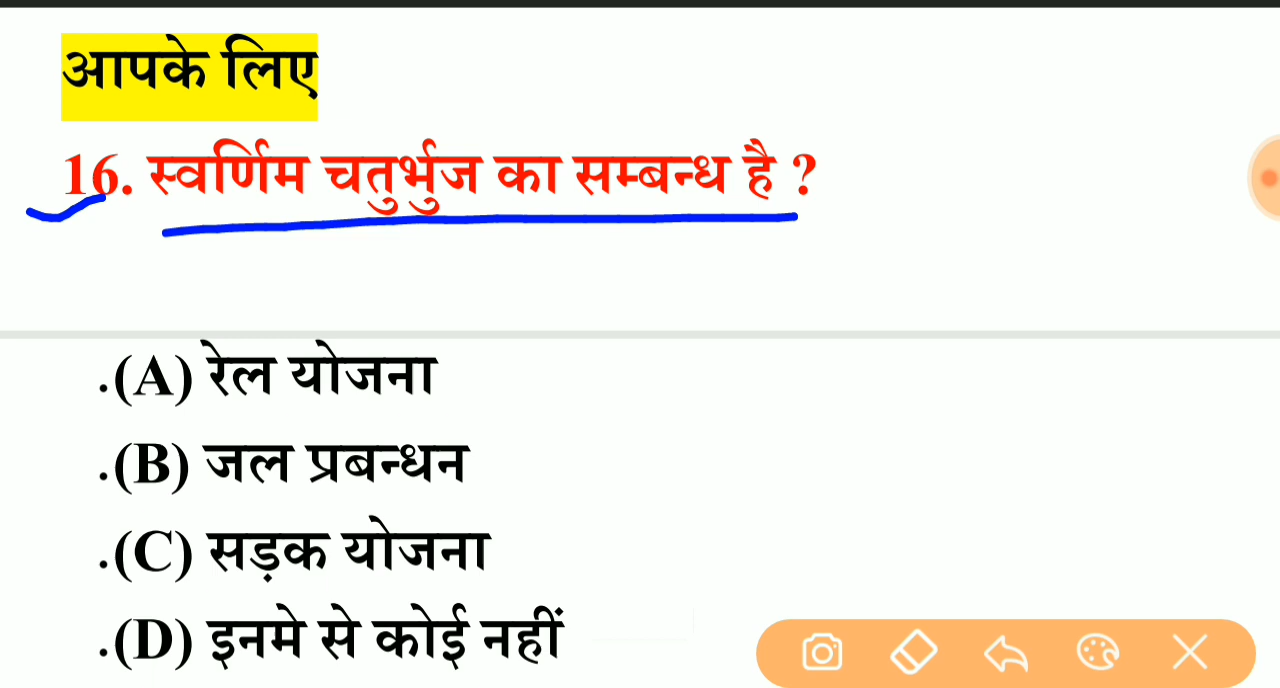 आपके लिए
16. स्वर्णिम चतुर्भुज का सम्बन्ध है ?
.(A) रेल योजना
.(B) जल प्रबन्धन
.(C) सड़क योजना
.(D) इनमे से कोई नहीं